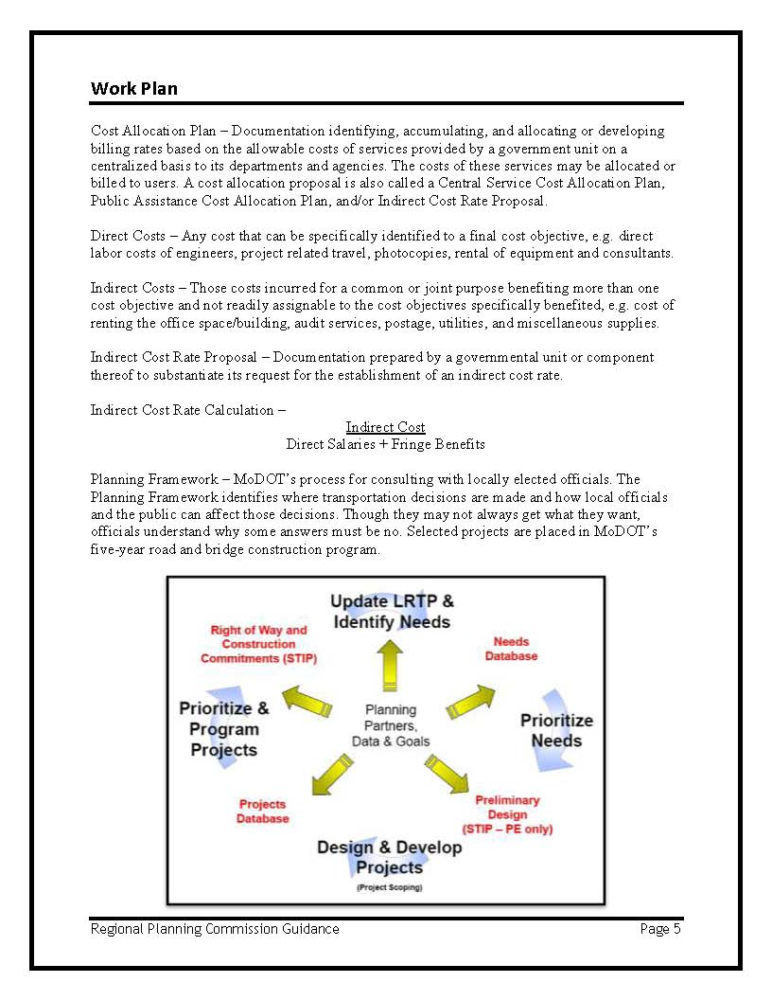 Work Plan
Cost Allocation Plan – Documentation identifying, accumulating, and allocating or developing
billing rates based on the allowable costs of services provided by a government unit on a
centralized basis to its departments and agencies. The costs of these services may be allocated or
billed to users. A cost allocation proposal is also called a Central Service Cost Allocation Plan,
Public Assistance Cost Allocation Plan, and/or Indirect Cost Rate Proposal.
Direct Costs – Any cost that can be specifically identified to a final cost objective, e.g. direct
labor costs of engineers, project related travel, photocopies, rental of equipment and consultants.
Indirect Costs – Those costs incurred for a common or joint purpose benefiting more than one
cost objective and not readily assignable to the cost objectives specifically benefited, e.g. cost of
renting the office space/building, audit services, postage, utilities, and miscellaneous supplies.
Indirect Cost Rate Proposal – Documentation prepared by a governmental unit or component
thereof to substantiate its request for the establishment of an indirect cost rate.
Indirect Cost Rate Calculation –
Indirect Cost
Direct Salaries + Fringe Benefits
Planning Framework – MoDOT's process for consulting with locally elected officials. The
Planning Framework identifies where transportation decisions are made and how local officials
and the public can affect those decisions. Though they may not always get what they want,
officials understand why some answers must be no. Selected projects are placed in MoDOT's
five-year road and bridge construction program.
Update LRTP &
Identify Needs
Right of Way and
Construction
Commitments (STIP)
Needs
Database
Prioritize &
Program
Projects
Planning
Partners,
Data & Goals
Prioritize
Needs
Projects
Database
Preliminary
Design
(STIP – PE only)
Design & Develop
Projects
(Project Scoping)
Regional Planning Commission Guidance
Page 5